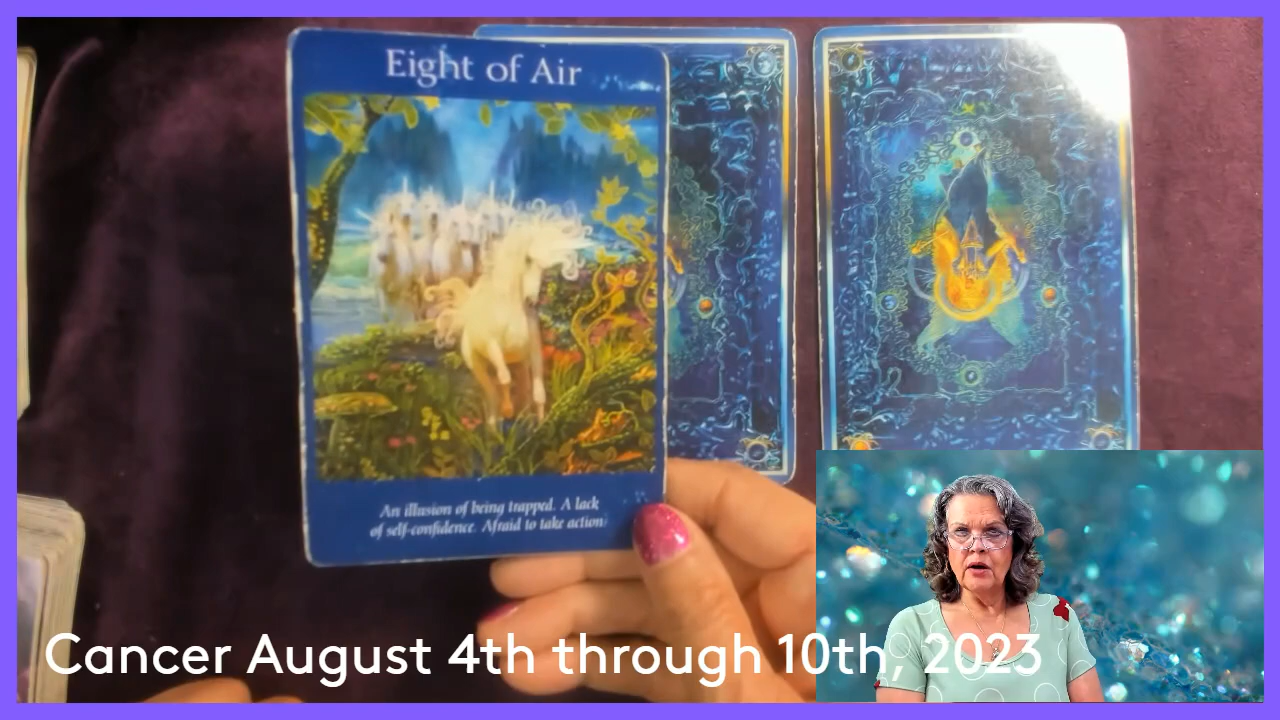 Eight of Air
An illusion of being trapped. A lack
of self-confidence. Afraid to take action.
Cancer August 4th through 10th, 2023